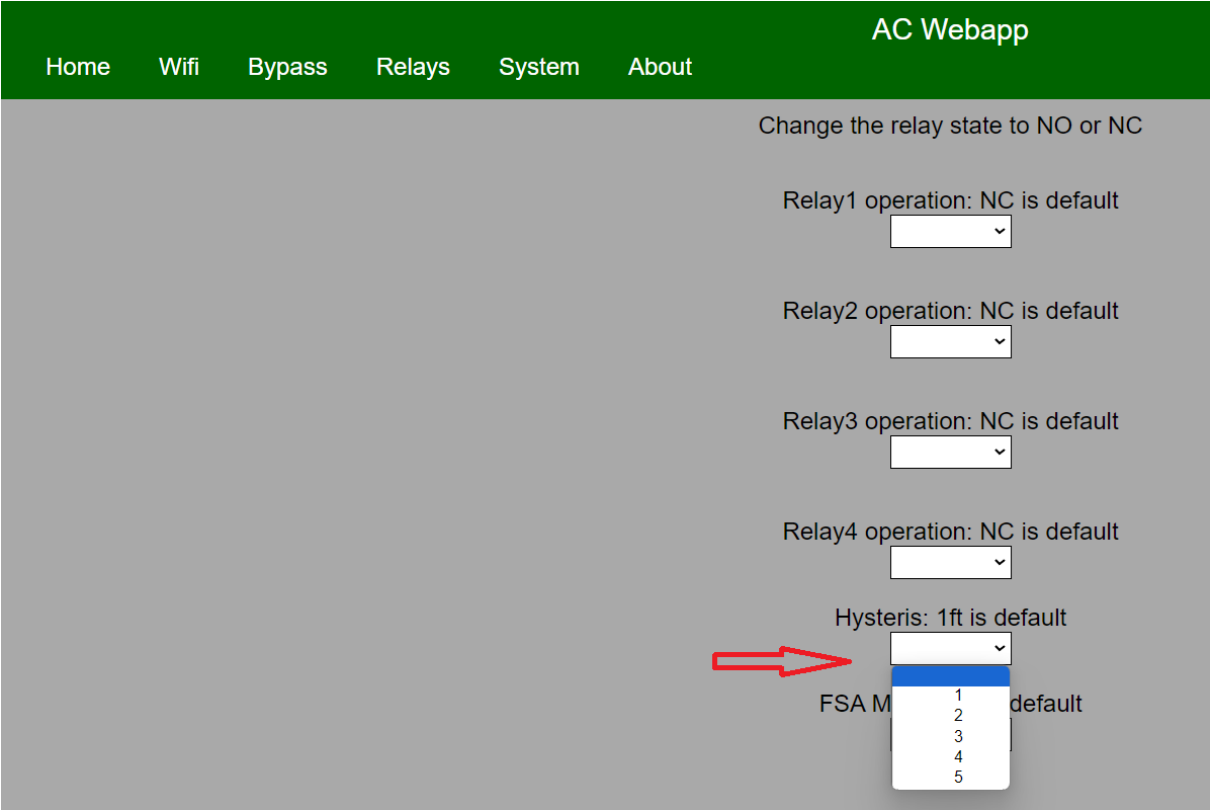 AC Webapp
Home Wifi Bypass Relays System About
Change the relay state to NO or NC
Relay1 operation: NC is default
Relay2 operation: NC is default
Relay3 operation: NC is default
Relay4 operation: NC is default
Hysteris: 1ft is default
FSA M default
1
2
3
4
5